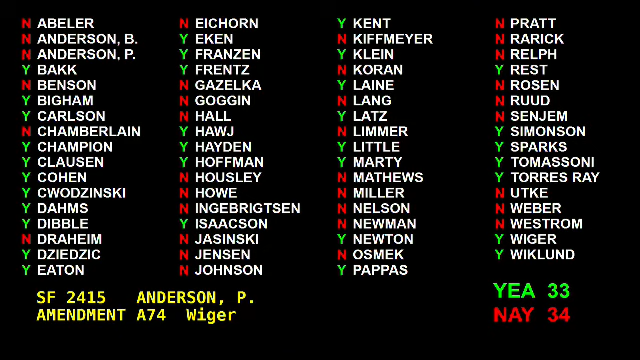 N ABELER
N ANDERSON, B.
N ANDERSON, P.
Y BAKK
N BENSON
Y BIGHAM
Y CARLSON
N CHAMBERLAIN
Y CHAMPION
Y CLAUSEN
Y COHEN
Y CWODZINSKI
Y DAHMS
Y DIBBLE
N DRAHEIM
Y DZIEDZIC
Y EATON
N EICHORN
Y EKEN
Y FRANZEN
Y FRENTZ
N GAZELKA
N GOGGIN
N HALL
Y HAWJ
Y HAYDEN
Y HOFFMAN
N HOUSLEY
N HOWE
N INGEBRIGTSEN
Y ISAACSON
N JASINSKI
N JENSEN
N JOHNSON
Y KENT
N KIFFMEYER
Y KLEIN
N KORAN
Y LAINE
N LANG
Y LATZ
N LIMMER
Y LITTLE
Y MARTY
N MATHEWS
N MILLER
N NELSON
N NEWMAN
Y NEWTON
N OSMEK
Y PAPPAS
N PRATT
N RARICK
N RELPH
Y REST
N ROSEN
N RUUD
N SENJEM
Y SIMONSON
Y SPARKS
Y TOMASSONI
Y TORRES RAY
N UTKE
N WEBER
N WESTROM
Y WIGER
Y WIKLUND
SF 2415 ANDERSON, P.
AMENDMENT A74 Wiger
YEA 33
NAY 34